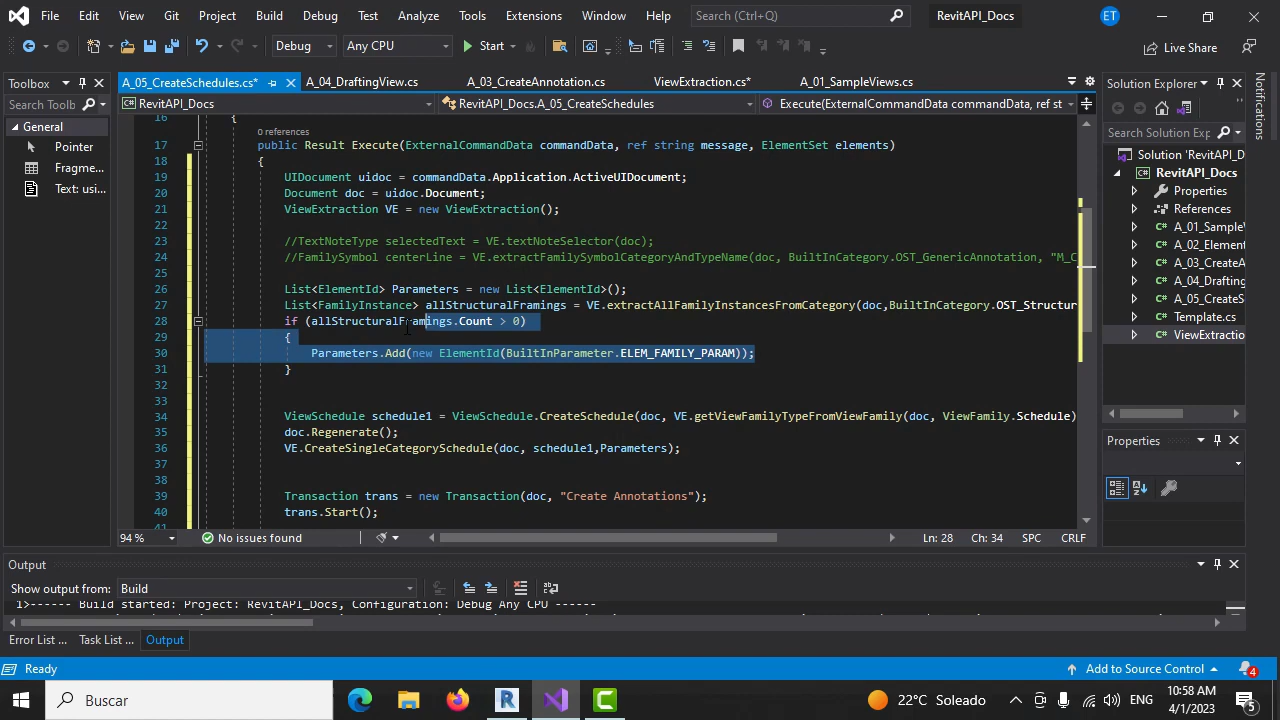 File Edit View Git Project Build Debug Test Analyze Tools Extensions Window Help Search (Ctrl+Q) RevitAPI_Docs ET
Debug Any CPU Start Live Share
Toolbox A_05_CreateSchedules.cs* A_04_DraftingView.cs A_03_CreateAnnotation.cs ViewExtraction.cs* A_01_SampleViews.cs Solution Explorer
Search Toolb RevitAPI_Docs RevitAPI_Docs.A_05_CreateSchedules Execute(ExternalCommandData commandData, ref st
General
Pointer
Fragme...
Text: usi...
16 {
0 references
17 public Result Execute(ExternalCommandData commandData, ref string message, ElementSet elements)
18 {
19 UIDocument uidoc = commandData.Application.ActiveUIDocument;
20 Document doc = uidoc.Document;
21 ViewExtraction VE = new ViewExtraction();
22
23 //TextNoteType selectedText = VE.textNoteSelector(doc);
24 //FamilySymbol centerLine = VE.extractFamilySymbolCategoryAndTypeName(doc, BuiltInCategory.OST_GenericAnnotation, "M_C
25
26 List<ElementId> Parameters = new List<ElementId>();
27 List<FamilyInstance> allStructuralFramings = VE.extractAllFamilyInstancesFromCategory(doc,BuiltInCategory.OST_Structur
28 if (allStructuralFramings.Count > 0)
29 {
30 Parameters.Add(new ElementId(BuiltInParameter.ELEM_FAMILY_PARAM));
31 }
32
33
34 ViewSchedule schedule1 = ViewSchedule.CreateSchedule(doc, VE.getViewFamilyTypeFromViewFamily(doc, ViewFamily.Schedule)
35 doc.Regenerate();
36 VE.CreateSingleCategorySchedule(doc, schedule1,Parameters);
37
38
39 Transaction trans = new Transaction(doc, "Create Annotations");
40 trans.Start();
94 % No issues found Ln: 28 Ch: 34 SPC CRLF
Search Solution Exp
Solution 'RevitAPI_D
RevitAPI_Docs
Properties
References
A_01_SampleV
A_02_Element
A_03_CreateA
A_04_Drafting
A_05_CreateS
Template.cs
ViewExtracti
Properties
Notifications
Output
Show output from: Build
1>------ Build started: Project: RevitAPI_Docs, Configuration: Debug Any CPU ------
Error List ... Task List ... Output
Ready Add to Source Control 4
Buscar 22°C Soleado ENG 10:58 AM
4/1/2023 5